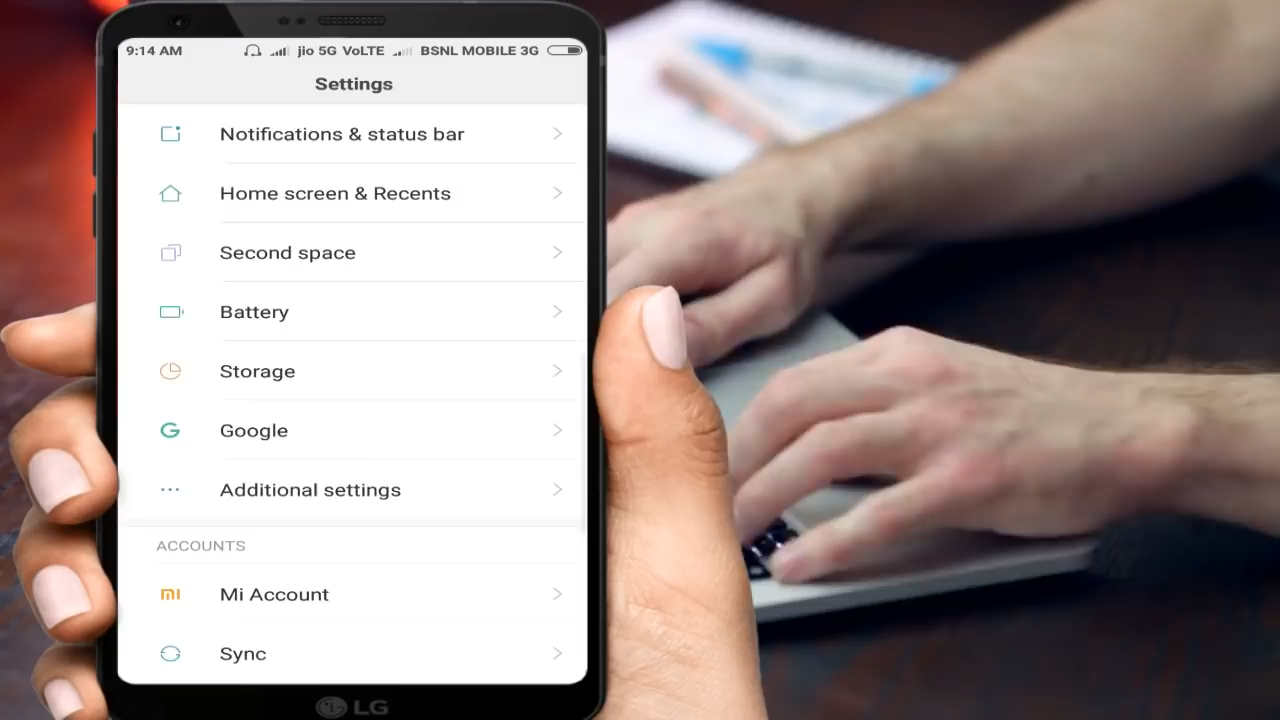 9:14 AM jio 5G VoLTE BSNL MOBILE 3G
Settings
Notifications & status bar
Home screen & Recents
Second space
Battery
Storage
Google
Additional settings
ACCOUNTS
Mi Account
Sync
LG